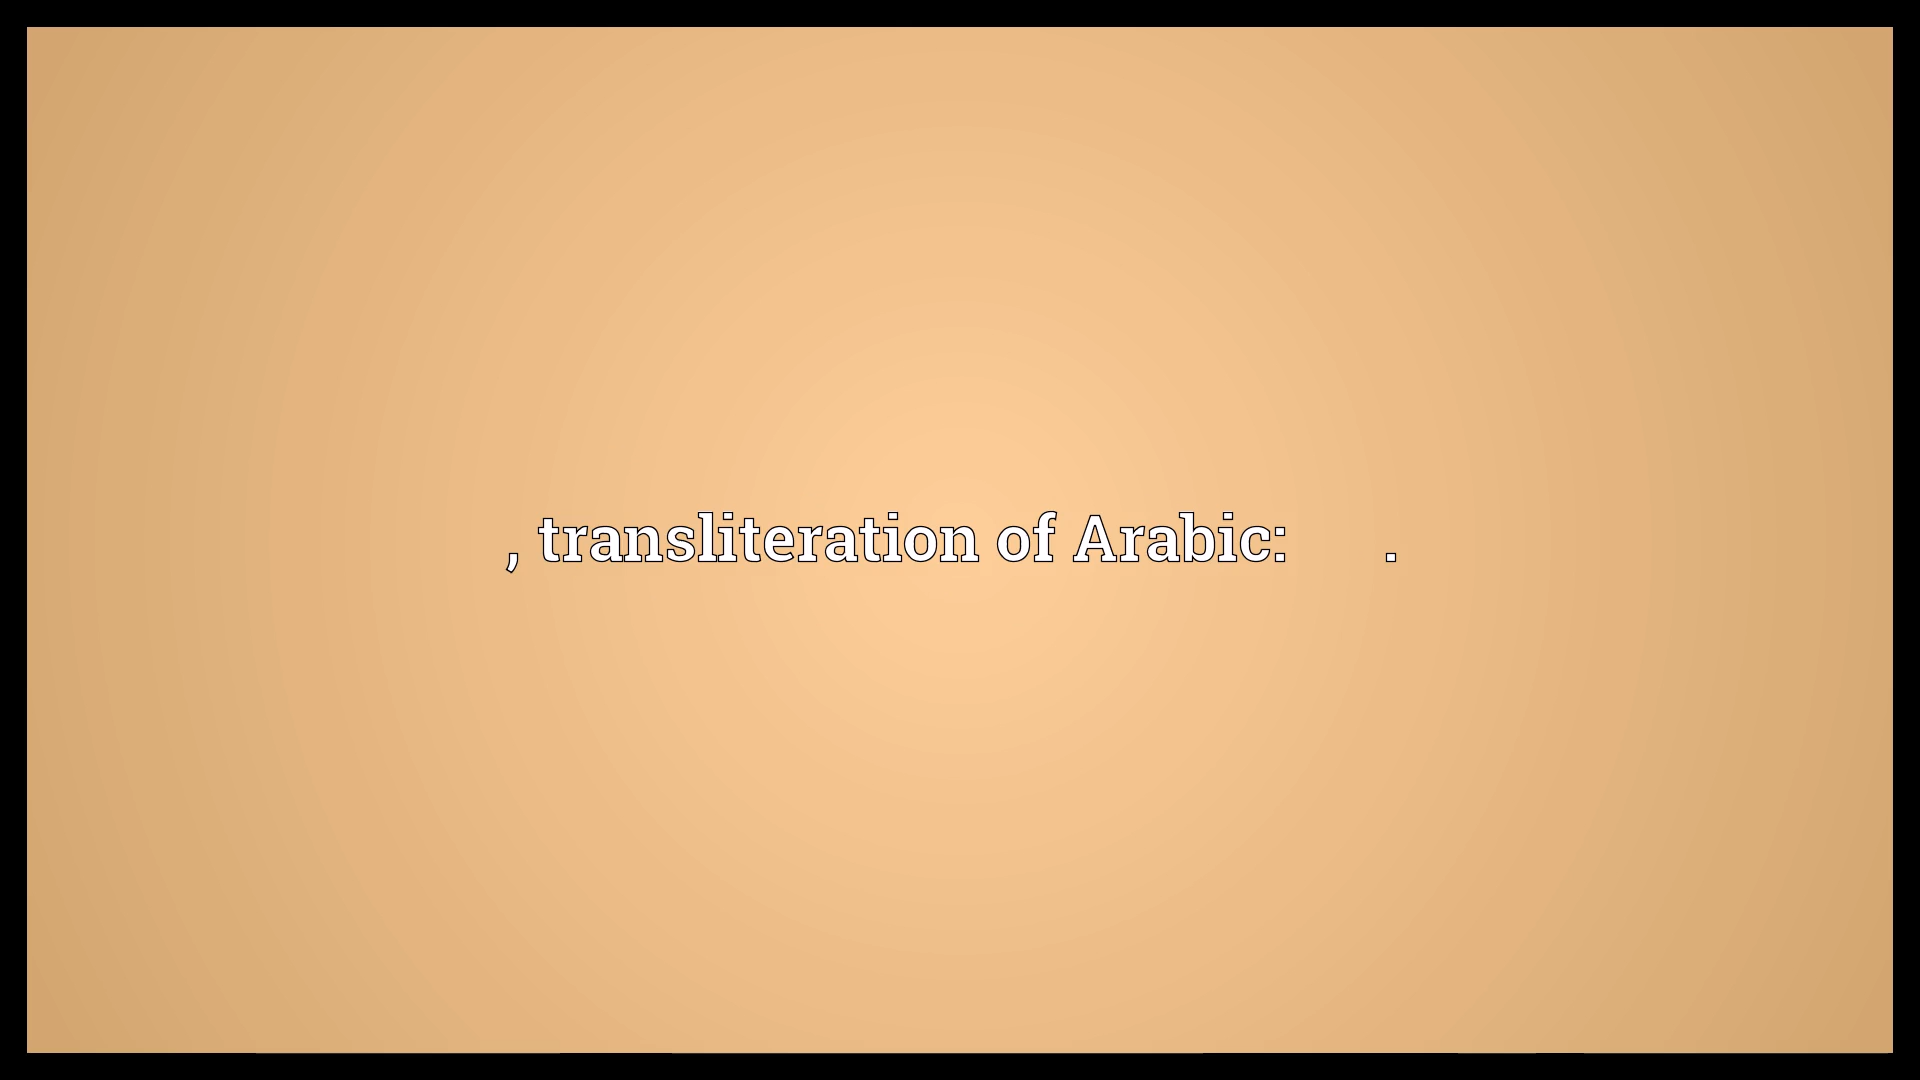 , transliteration of Arabic: .